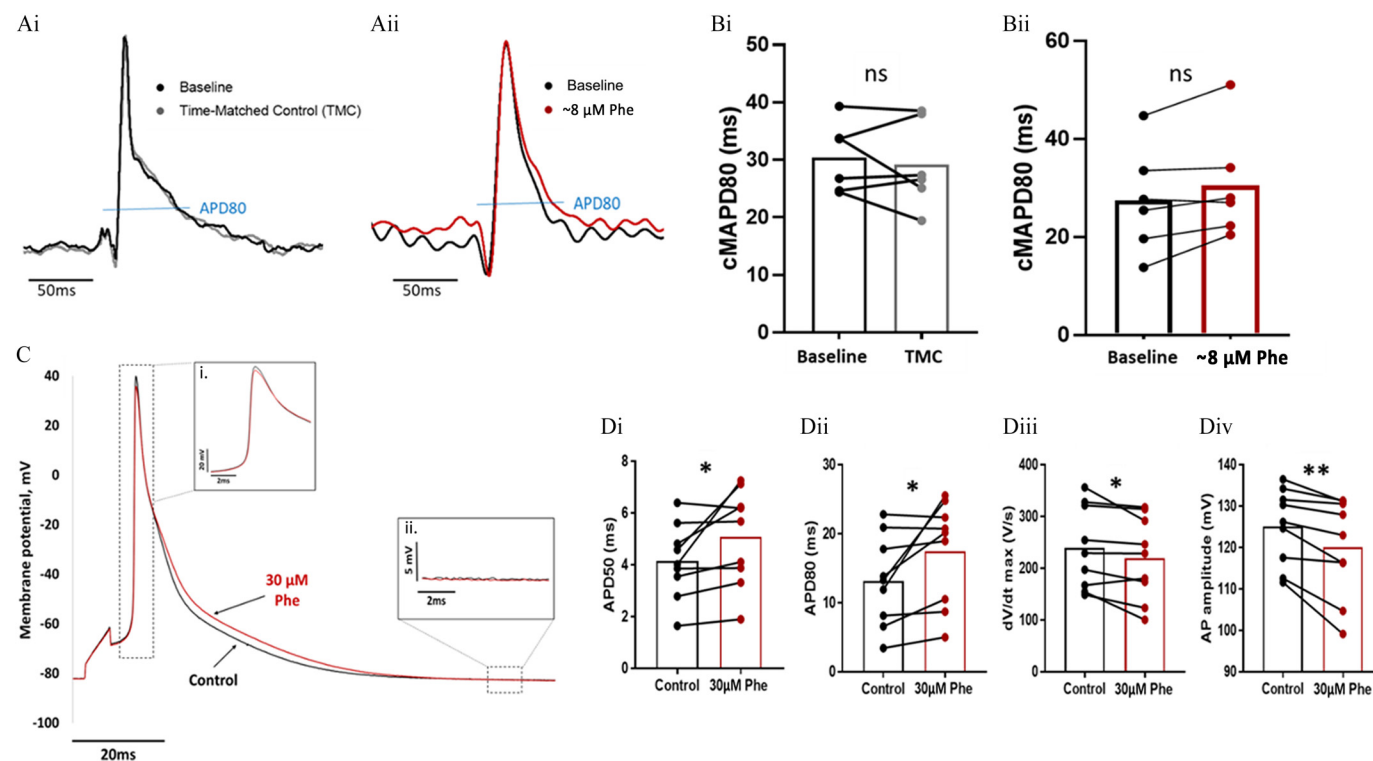 Ai
Baseline
Time-Matched Control (TMC)
APD80
50ms
Aii
Baseline
~8 µM Phe
APD80
50ms
Bi
ns
cMAPD80 (ms)
50
40
30
20
10
0
Baseline
TMC
Bii
ns
cMAPD80 (ms)
60
40
20
0
Baseline
~8 µM Phe
C
Membrane potential, mV
40
20
0
-20
-40
-60
-80
-100
i.
20 mV
2ms
ii.
5 mV
2ms
30 µM
Phe
Control
20ms
Di
*
APD50 (ms)
8
6
4
2
0
Control
30µM Phe
Dii
*
APD80 (ms)
30
20
10
0
Control
30µM Phe
Diii
*
dV/dt max (V/s)
400
300
200
100
0
Control
30µM Phe
Div
**
AP amplitude (mV)
140
130
120
110
100
90
Control
30µM Phe